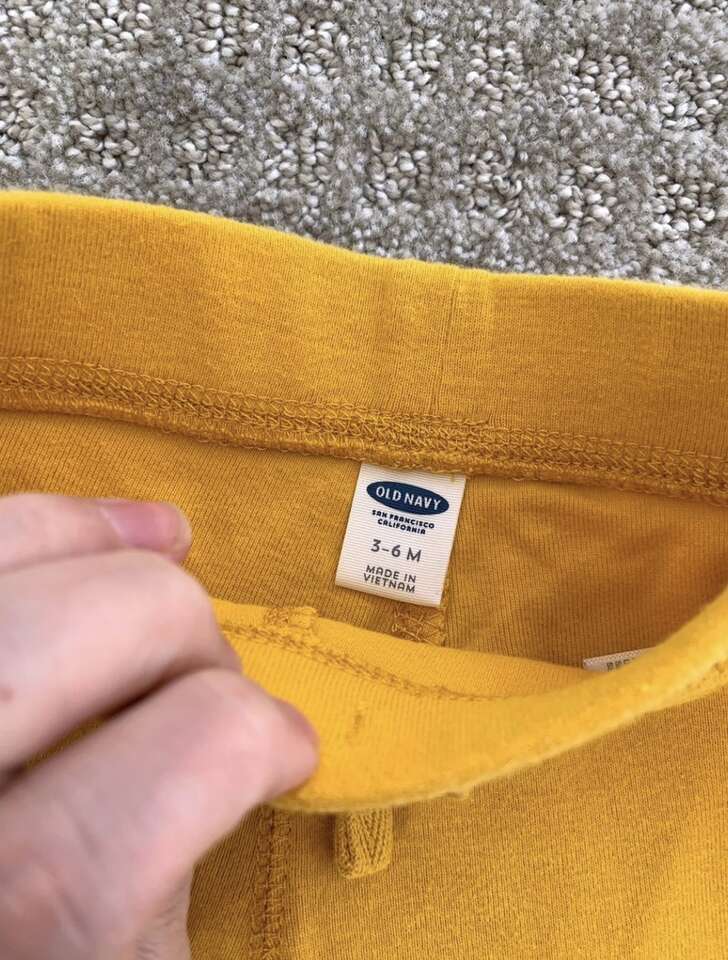 OLD NAVY
SAN FRANCISCO
CALIFORNIA
3-6 M
MADE IN
VIETNAM